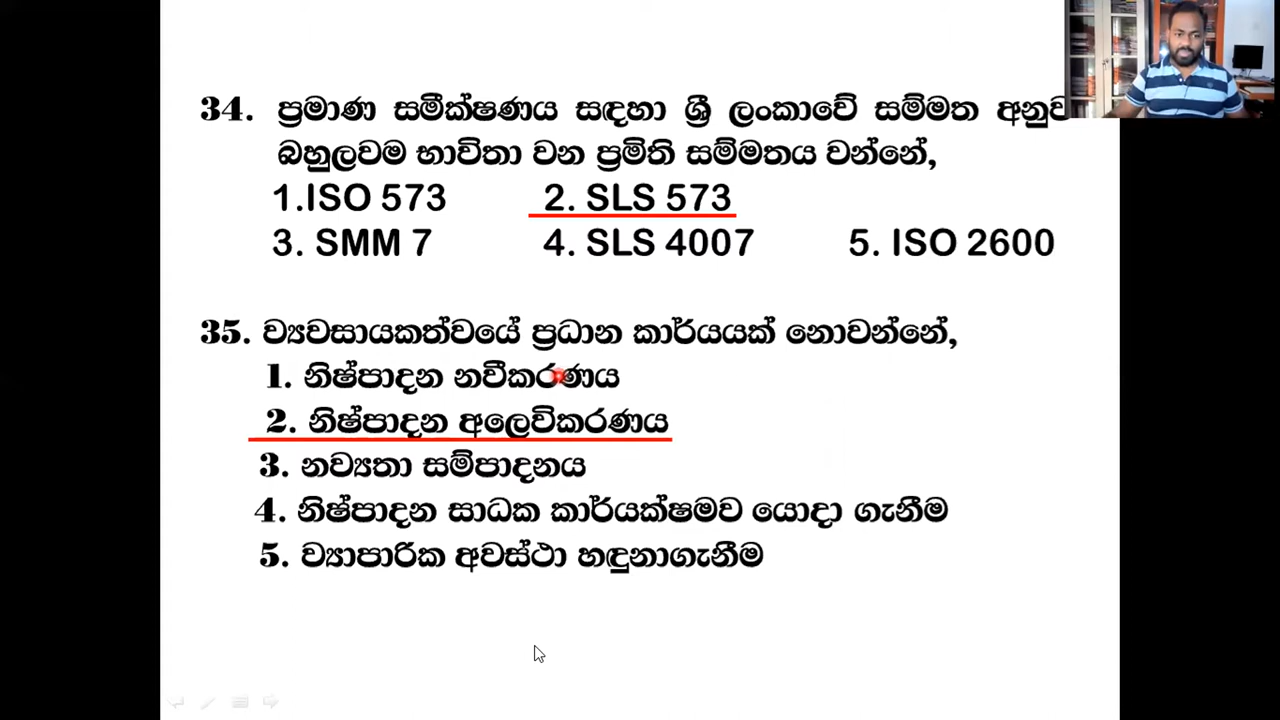 34. ප්‍රමාණ සමීක්ෂණය සඳහා ශ්‍රී ලංකාවේ සම්මත
බහුලවම භාවිතා වන ප්‍රමිති සම්මතය වන්නේ,
1.ISO 573 2. SLS 573
3. SMM 7 4. SLS 4007 5. ISO 2600
35. ව්‍යවසායකත්වයේ ප්‍රධාන කාර්යයක් නොවන්නේ,
1. නිෂ්පාදන නවීකරණය
2. නිෂ්පාදන අලෙවිකරණය
3. නව්‍යතා සම්පාදනය
4. නිෂ්පාදන සාධක කාර්යක්ෂමව යොදා ගැනීම
5. ව්‍යාපාරික අවස්ථා හඳුනාගැනීම